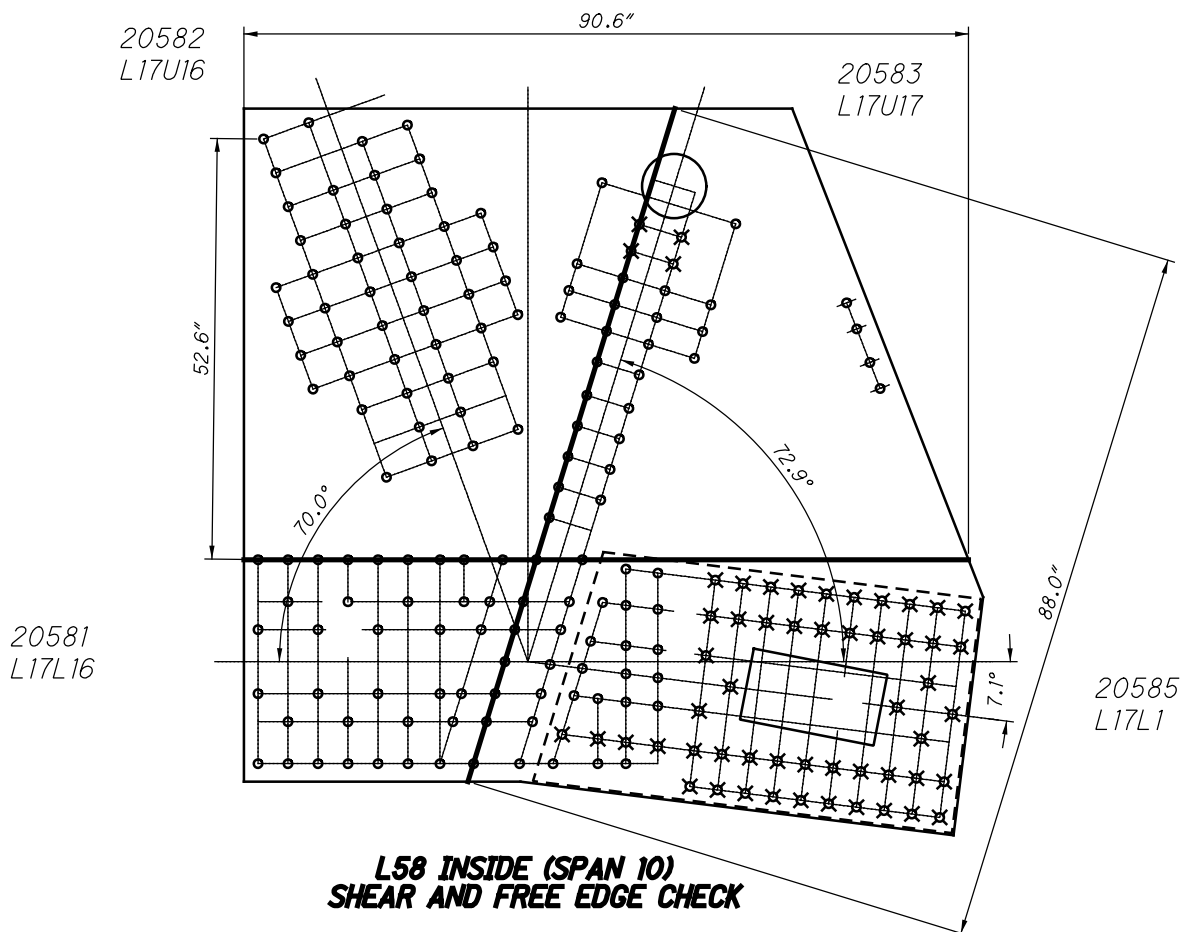 90.6"
20582
L17U16
20583
L17U17
52.6"
70.0°
72.9°
88.0"
20581
L17L16
7.1°
20585
L17L1
L58 INSIDE (SPAN 10)
SHEAR AND FREE EDGE CHECK